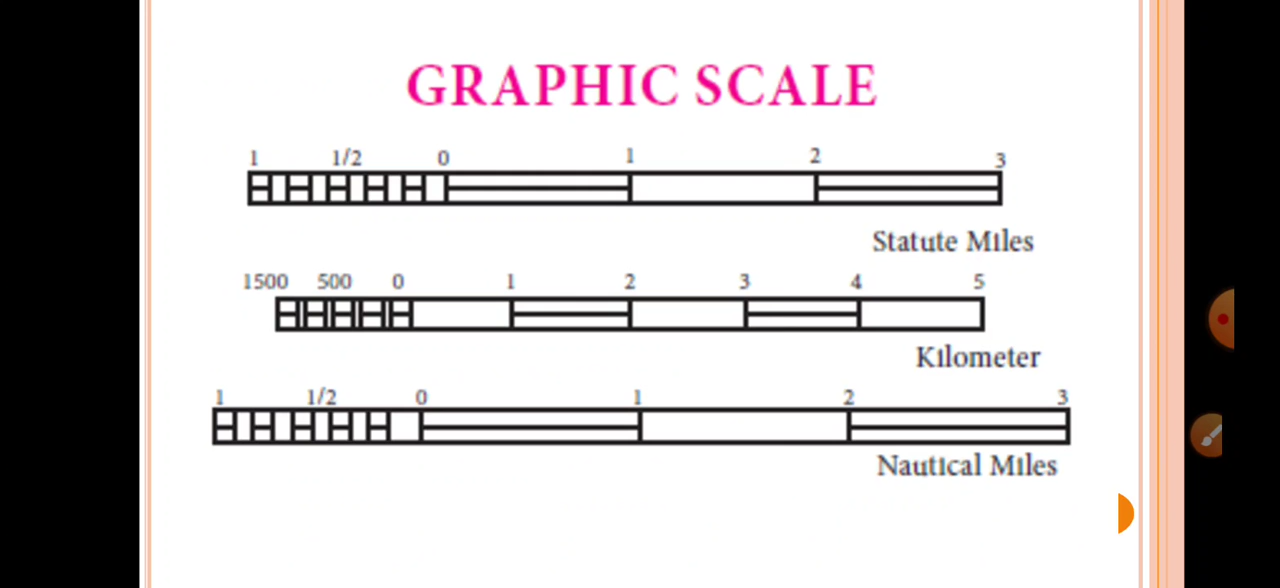 GRAPHIC SCALE
1 1/2 0 1 2 3
Statute Miles
1500 500 0 1 2 3 4 5
Kilometer
1 1/2 0 1 2 3
Nautical Miles